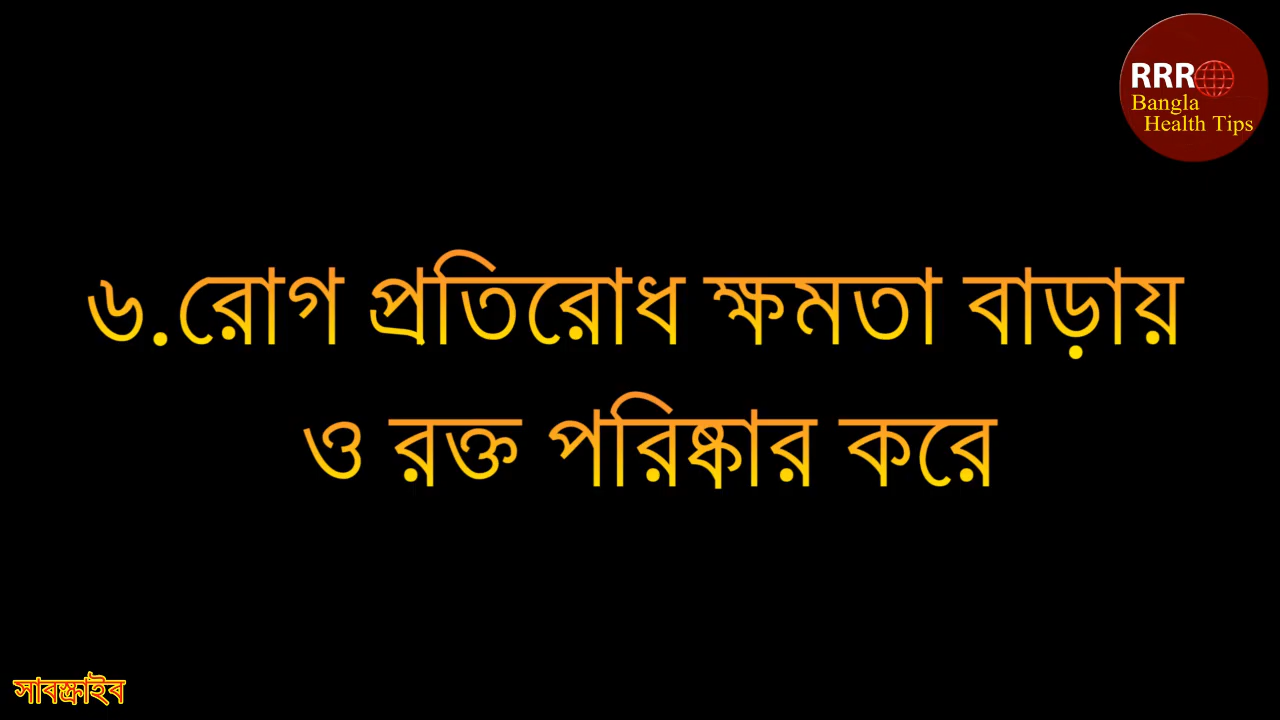 RRR
Bangla
Health Tips
৬.রোগ প্রতিরোধ ক্ষমতা বাড়ায়
ও রক্ত পরিষ্কার করে
সাবস্ক্রাইব